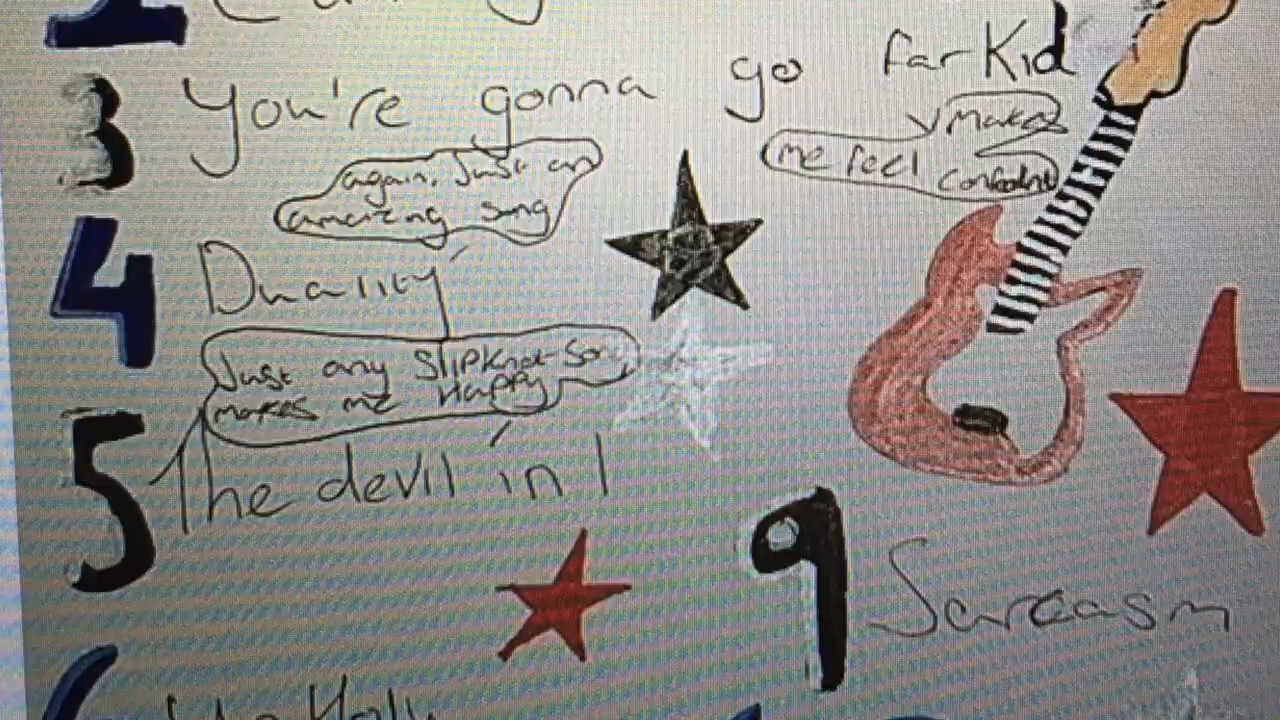 3 You're gonna go far Kid
Makes
me feel confident
again. Just an
amazing song
4 Duality
Just any Slipknot Song
makes me Happy
5 The devil in I
9 Sarcasm
6